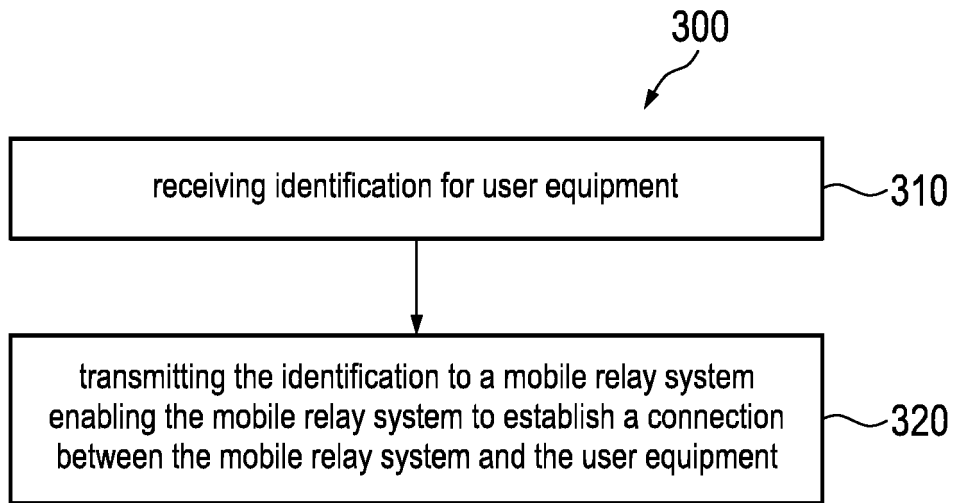 300
receiving identification for user equipment
310
transmitting the identification to a mobile relay system
enabling the mobile relay system to establish a connection
between the mobile relay system and the user equipment
320